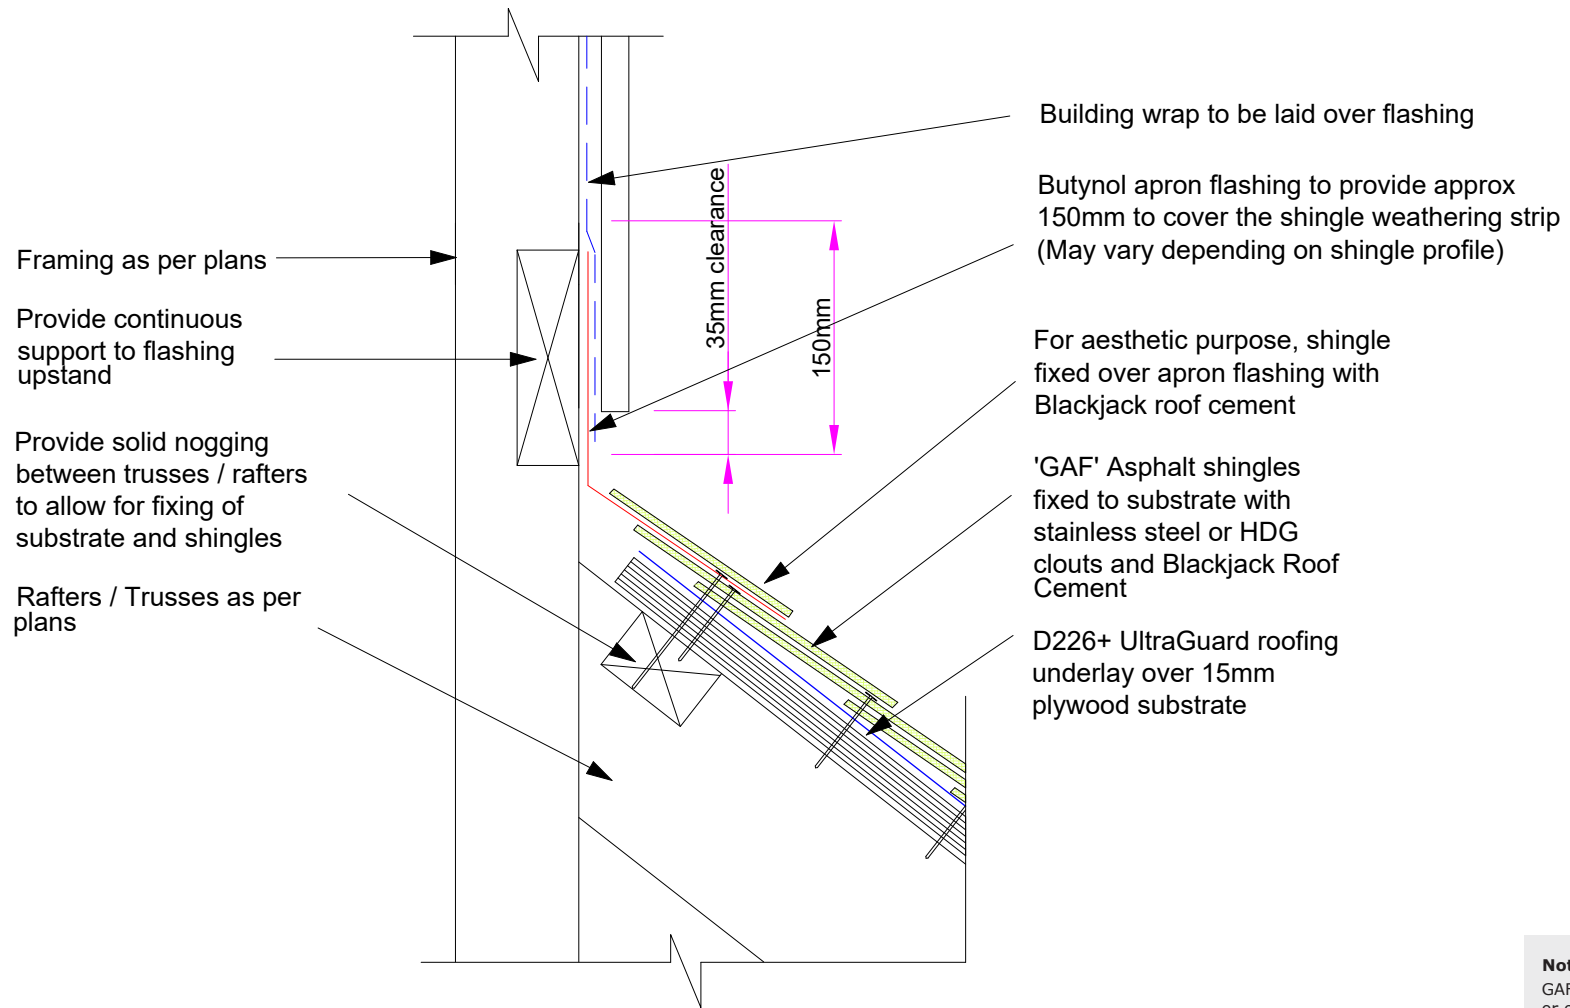 Framing as per plans
Provide continuous
support to flashing
upstand
Provide solid nogging
between trusses / rafters
to allow for fixing of
substrate and shingles
Rafters / Trusses as per
plans
35mm clearance
150mm
Building wrap to be laid over flashing
Butynol apron flashing to provide approx
150mm to cover the shingle weathering strip
(May vary depending on shingle profile)
For aesthetic purpose, shingle
fixed over apron flashing with
Blackjack roof cement
'GAF' Asphalt shingles
fixed to substrate with
stainless steel or HDG
clouts and Blackjack Roof
Cement
D226+ UltraGuard roofing
underlay over 15mm
plywood substrate